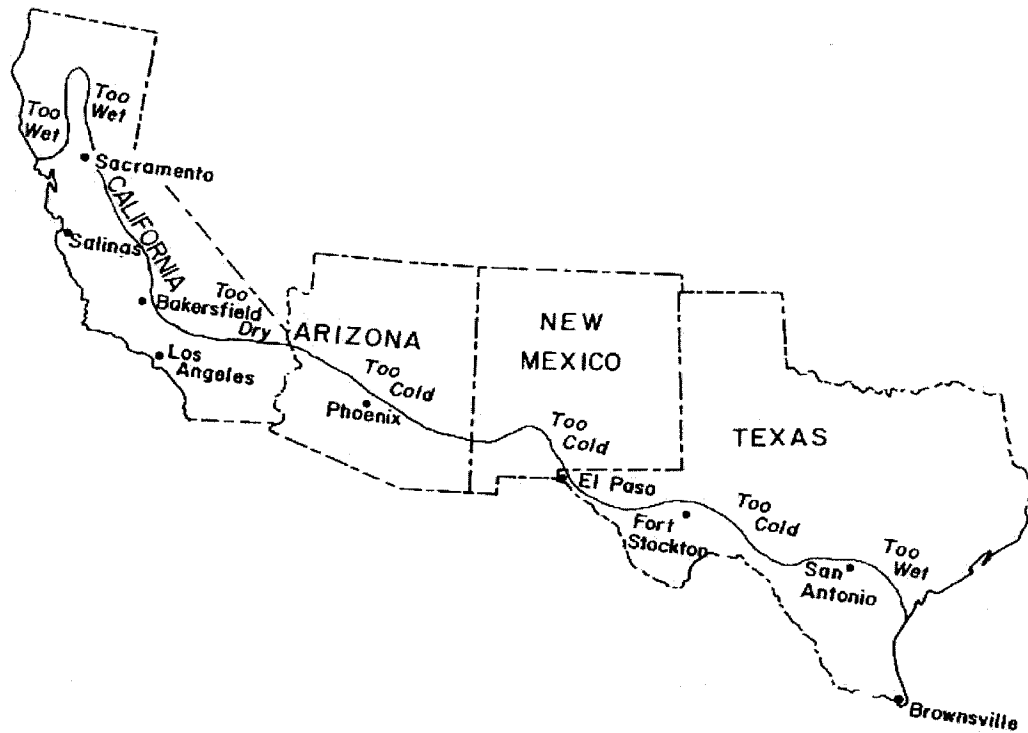 Too
Wet
Too
Wet
Sacramento
CALIFORNIA
Salinas
Too
Dry
Bakersfield
Los
Angeles
ARIZONA
Too
Cold
Phoenix
NEW
MEXICO
Too
Cold
El Paso
TEXAS
Too
Cold
Fort
Stockton
Too
Wet
San
Antonio
Brownsville